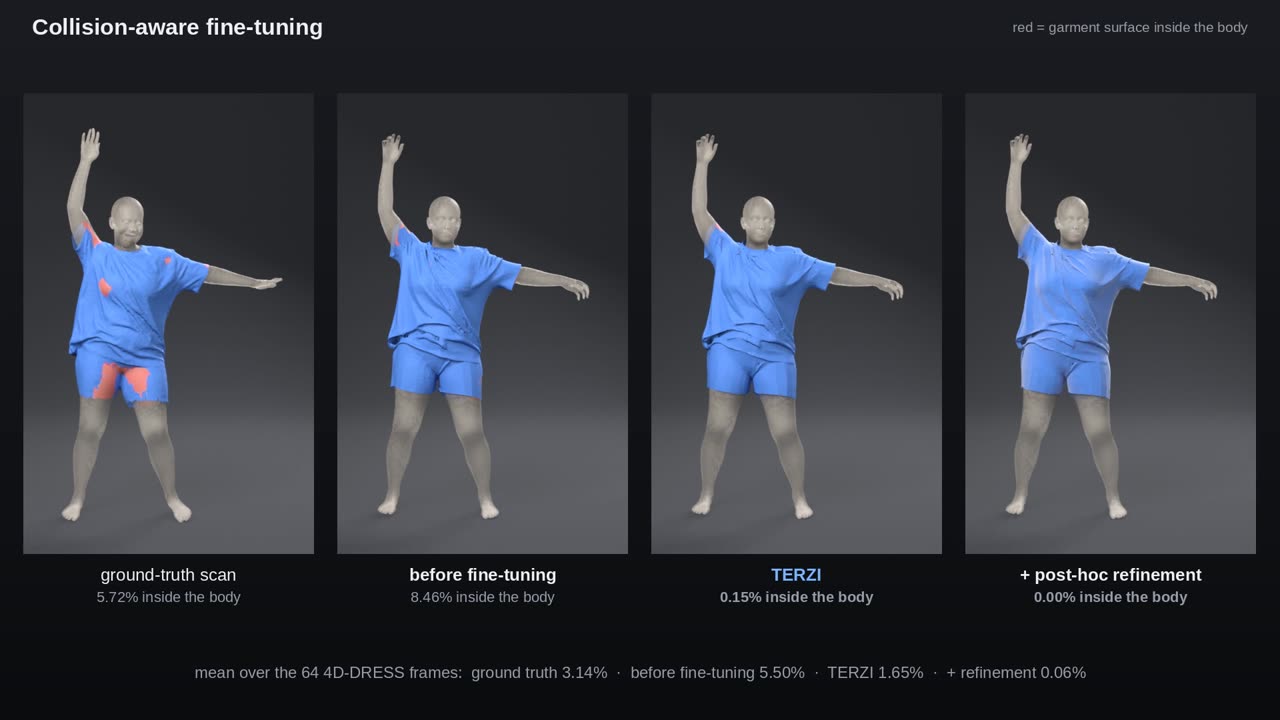 Collision-aware fine-tuning
red = garment surface inside the body
ground-truth scan
5.72% inside the body
before fine-tuning
8.46% inside the body
TERZI
0.15% inside the body
+ post-hoc refinement
0.00% inside the body
mean over the 64 4D-DRESS frames: ground truth 3.14% · before fine-tuning 5.50% · TERZI 1.65% · + refinement 0.06%